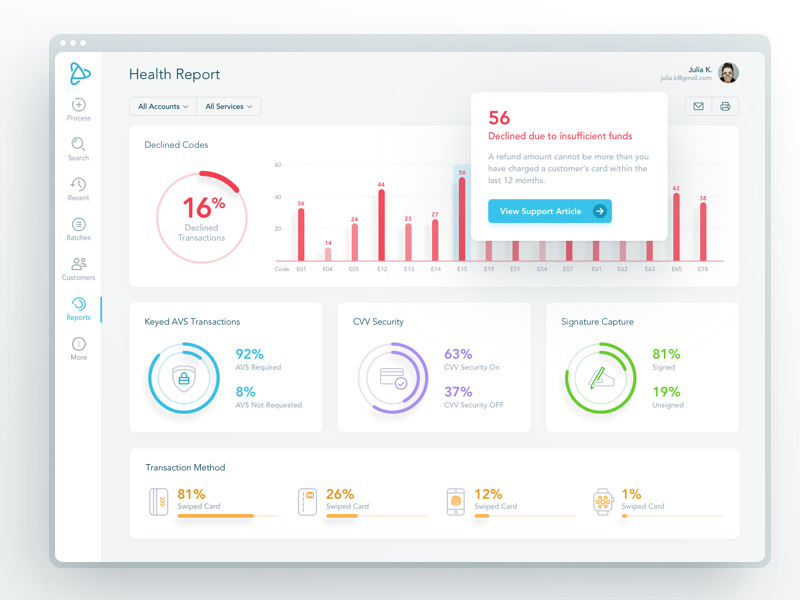 Health Report
Julia K.
julia.k@gmail.com
Process
Search
Recent
Batches
Customers
Reports
More
All Accounts
All Services
Declined Codes
16%
Declined
Transactions
60
40
20
36
14
24
44
23
27
56
42
38
Code E01 E04 E05 E12 E13 E14 E15 E19 E51 E54 E57 E61 E62 E63 E65 E78
56
Declined due to insufficient funds
A refund amount cannot be more than you
have charged a customer's card within the
last 12 months.
View Support Article
Keyed AVS Transactions
92%
AVS Required
8%
AVS Not Requested
CVV Security
63%
CVV Security On
37%
CVV Security OFF
Signature Capture
81%
Signed
19%
Unsigned
Transaction Method
81%
Swiped Card
26%
Swiped Card
12%
Swiped Card
1%
Swiped Card